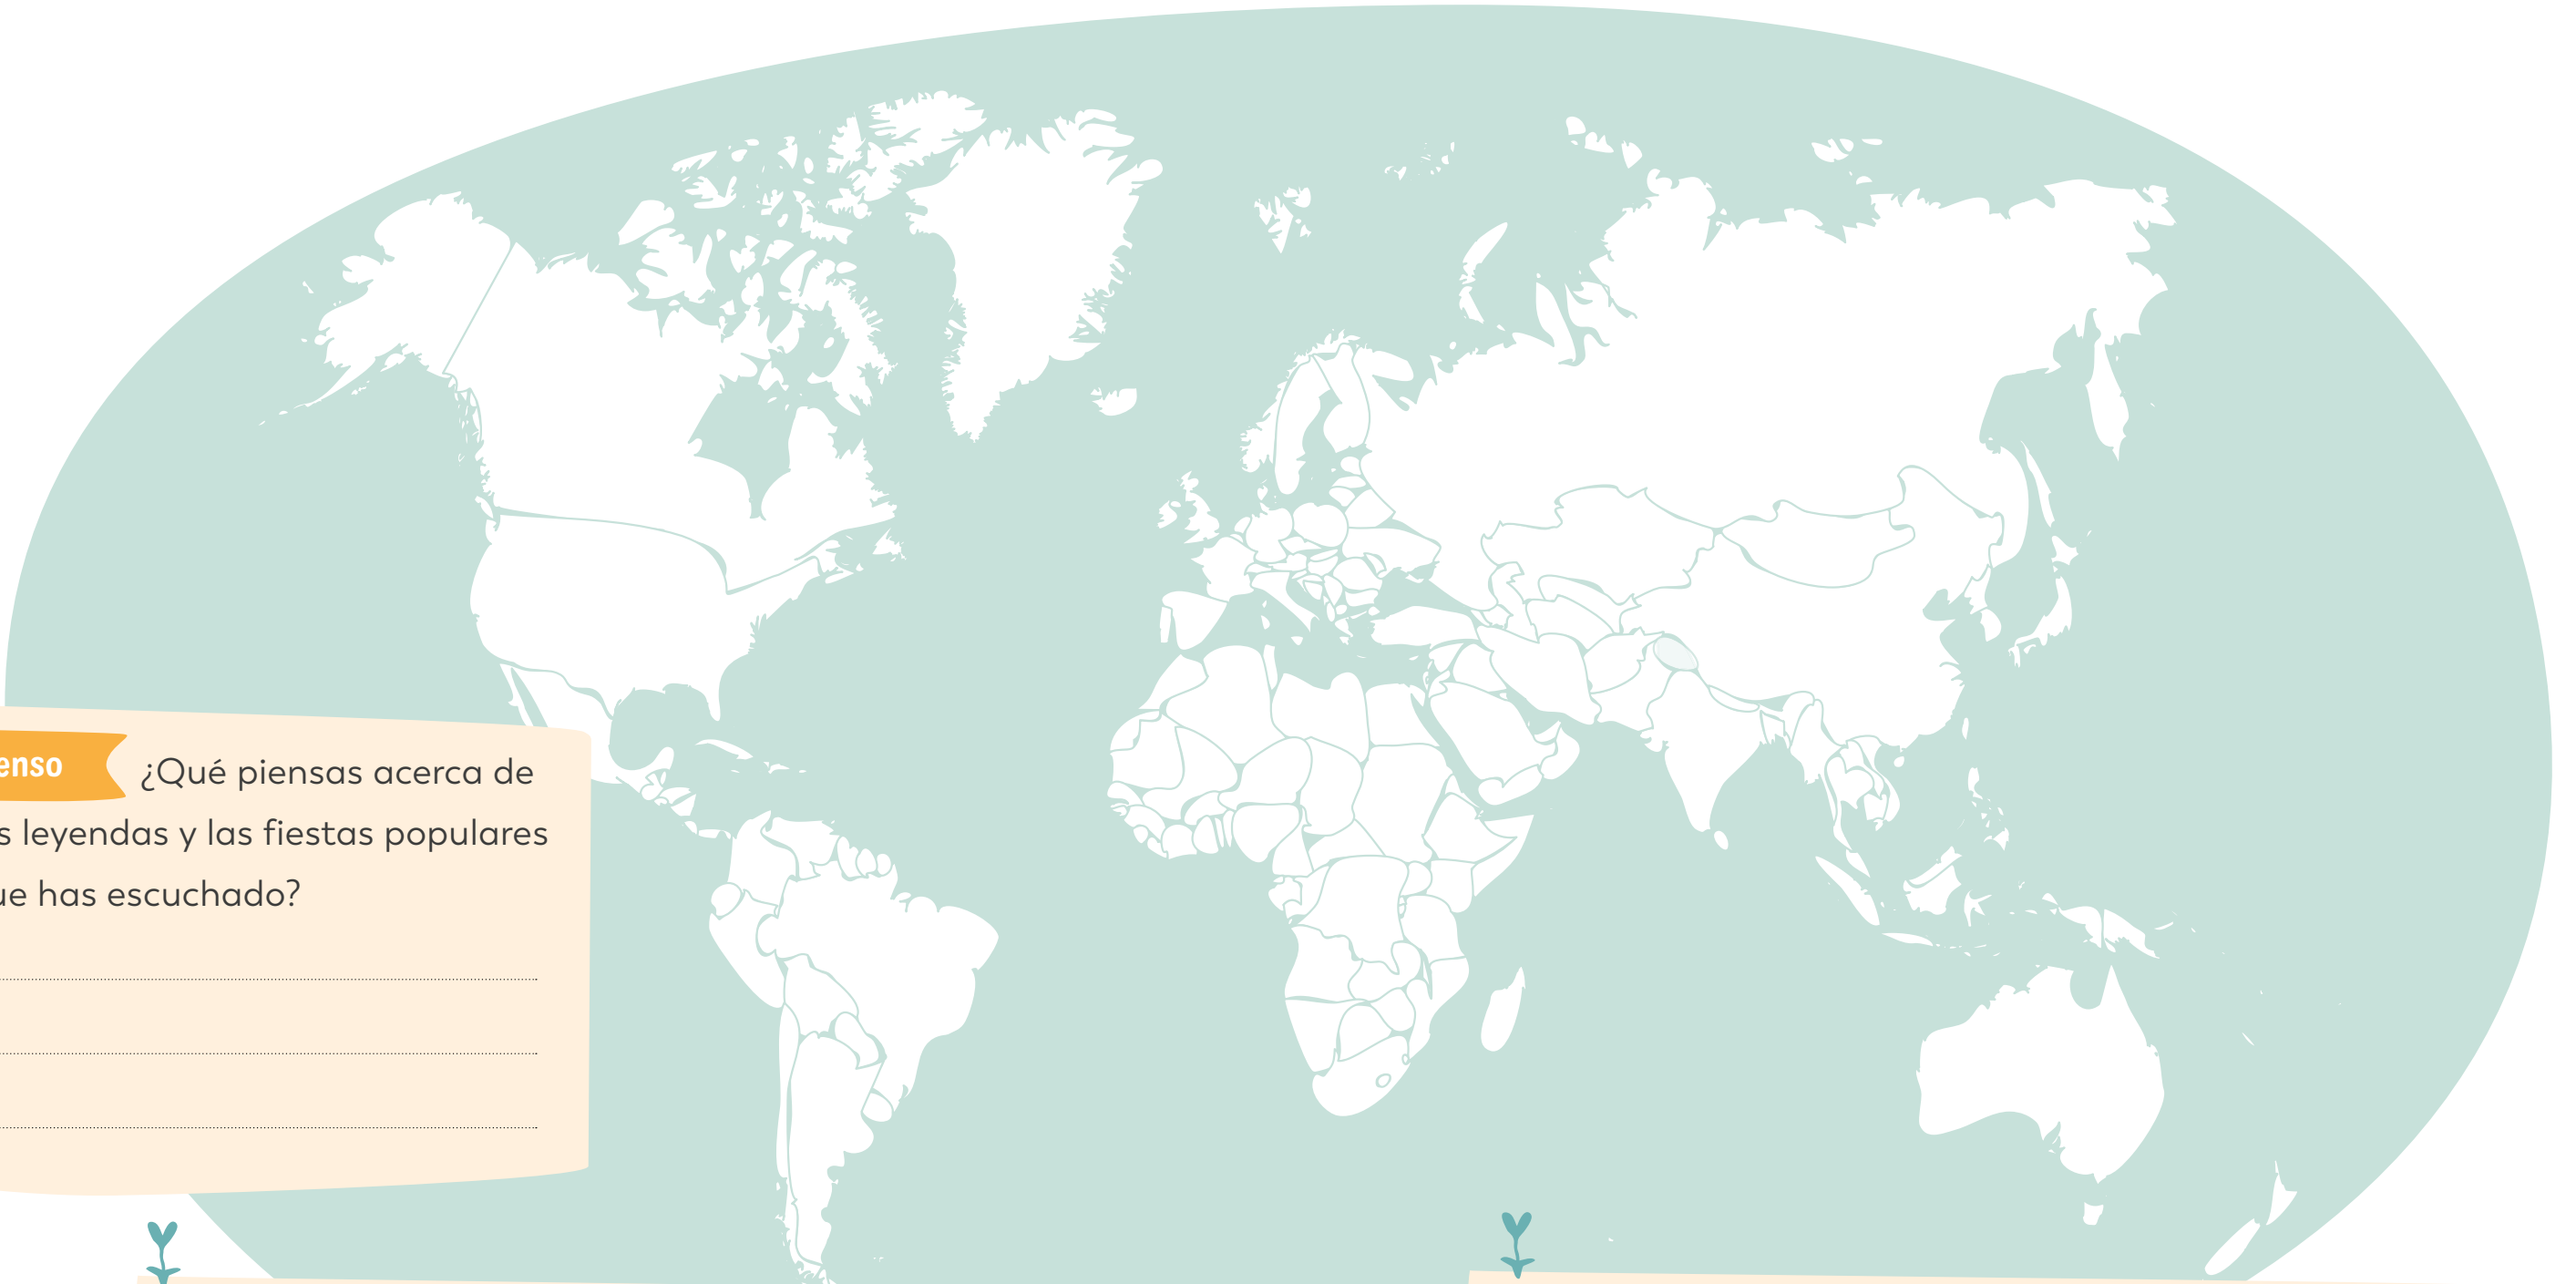 enso ¿Qué piensas acerca de
s leyendas y las fiestas populares
ue has escuchado?